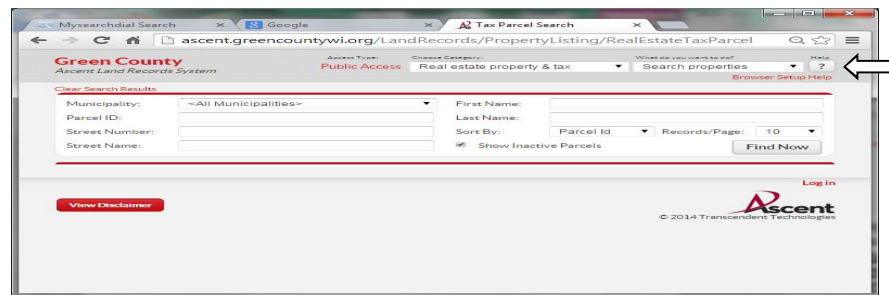 Mysearchdial Search × Google × Tax Parcel Search ×
ascent.greencountywi.org/LandRecords/PropertyListing/RealEstateTaxParcel
Access Type: Choose Category: What do you want to do? Help
Green County Public Access Real estate property & tax Search properties ?
Ascent Land Records System
Browser Setup Help
Clear Search Results
Municipality: <All Municipalities> First Name:
Parcel ID: Last Name:
Street Number: Sort By: Parcel Id Records/Page: 10
Street Name: Show Inactive Parcels Find Now
Log in
View Disclaimer
Ascent
© 2014 Transcendent Technologies